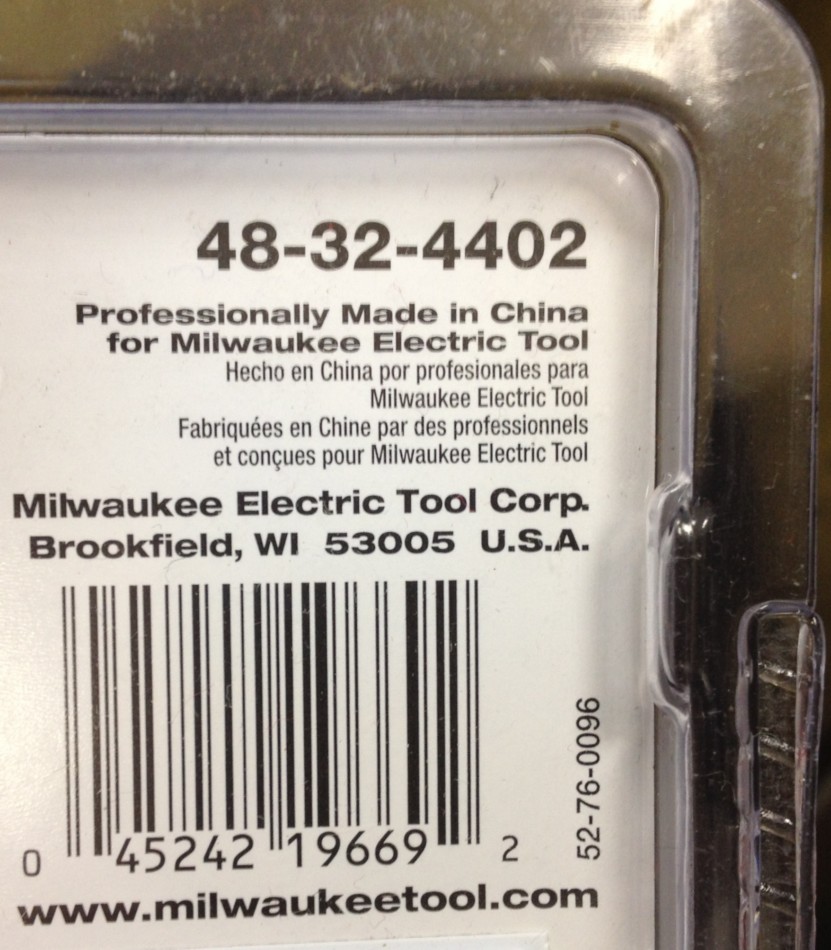 48-32-4402
Professionally Made in China
for Milwaukee Electric Tool
Hecho en China por profesionales para
Milwaukee Electric Tool
Fabriquées en Chine par des professionnels
et conçues pour Milwaukee Electric Tool
Milwaukee Electric Tool Corp.
Brookfield, WI 53005 U.S.A.
0 45242 19669 2
52-76-0096
www.milwaukeetool.com